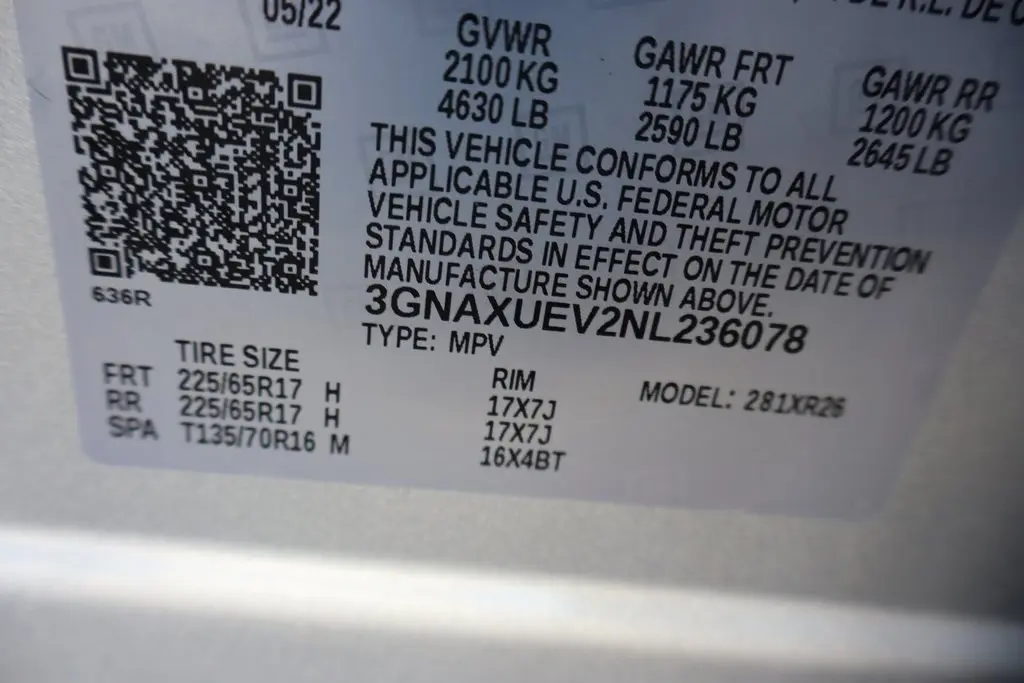 05/22
DE R.L. DE C
GVWR
2100 KG
4630 LB
GAWR FRT
1175 KG
2590 LB
GAWR RR
1200 KG
2645 LB
THIS VEHICLE CONFORMS TO ALL
APPLICABLE U.S. FEDERAL MOTOR
VEHICLE SAFETY AND THEFT PREVENTION
STANDARDS IN EFFECT ON THE DATE OF
MANUFACTURE SHOWN ABOVE.
3GNAXUEV2NL236078
TYPE: MPV
636R
TIRE SIZE
FRT 225/65R17 H
RR 225/65R17 H
SPA T135/70R16 M
RIM
17X7J
17X7J
16X4BT
MODEL: 281XR26